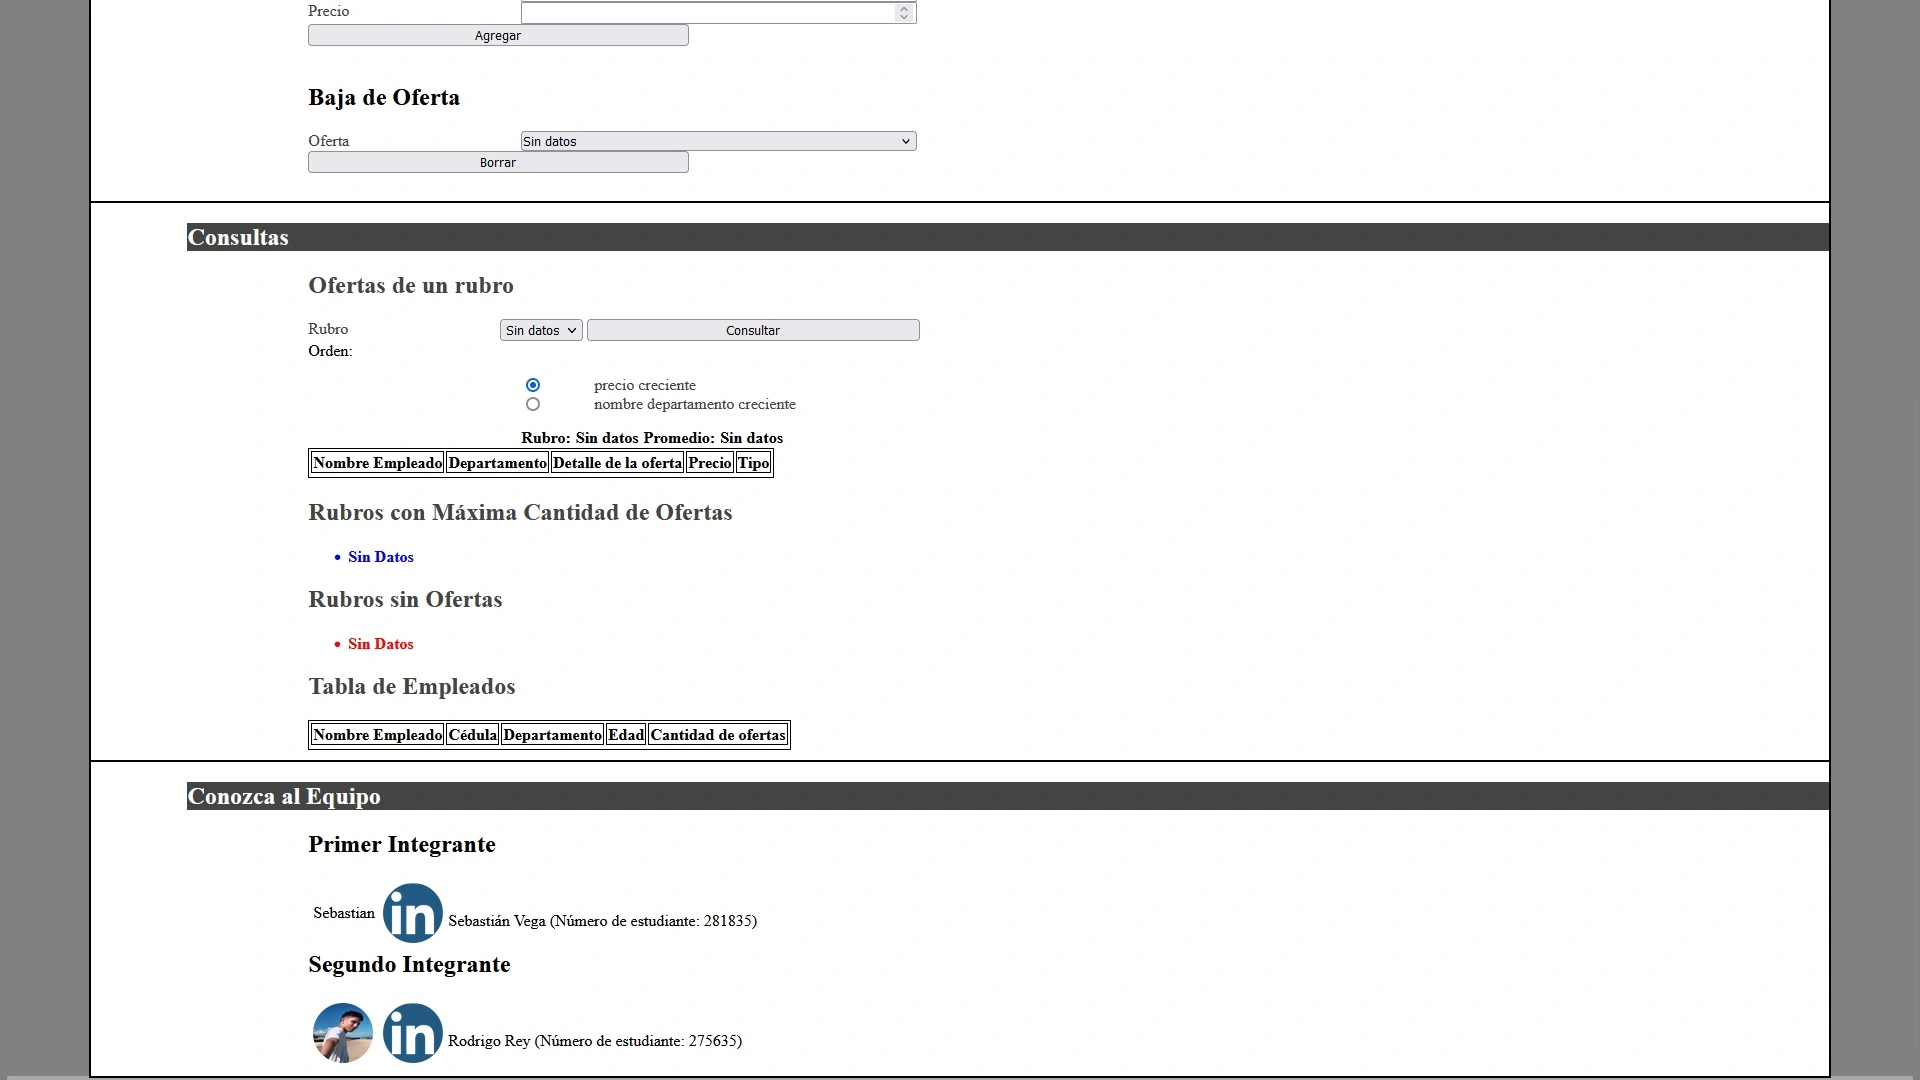 Precio
Agregar
Baja de Oferta
Oferta Sin datos
Borrar
Consultas
Ofertas de un rubro
Rubro Sin datos Consultar
Orden:
precio creciente
nombre departamento creciente
Rubro: Sin datos Promedio: Sin datos
Nombre Empleado Departamento Detalle de la oferta Precio Tipo
Rubros con Máxima Cantidad de Ofertas
• Sin Datos
Rubros sin Ofertas
• Sin Datos
Tabla de Empleados
Nombre Empleado Cédula Departamento Edad Cantidad de ofertas
Conozca al Equipo
Primer Integrante
Sebastian in Sebastián Vega (Número de estudiante: 281835)
Segundo Integrante
in Rodrigo Rey (Número de estudiante: 275635)